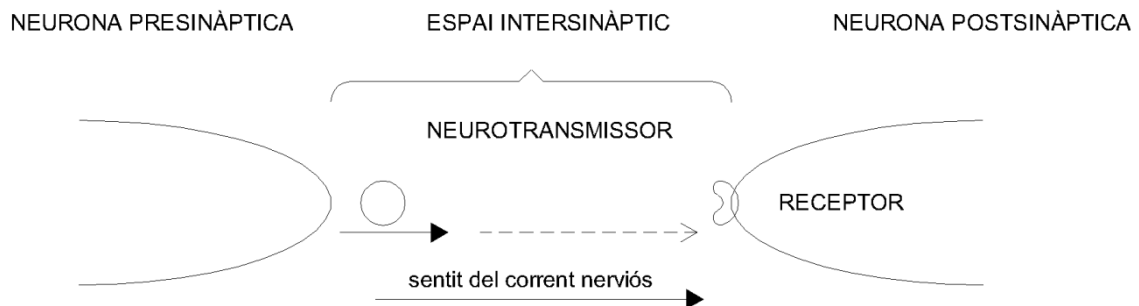 NEURONA PRESINÀPTICA
ESPAI INTERSINÀPTIC
NEURONA POSTSINÀPTICA
NEUROTRANSMISSOR
RECEPTOR
sentit del corrent nerviós